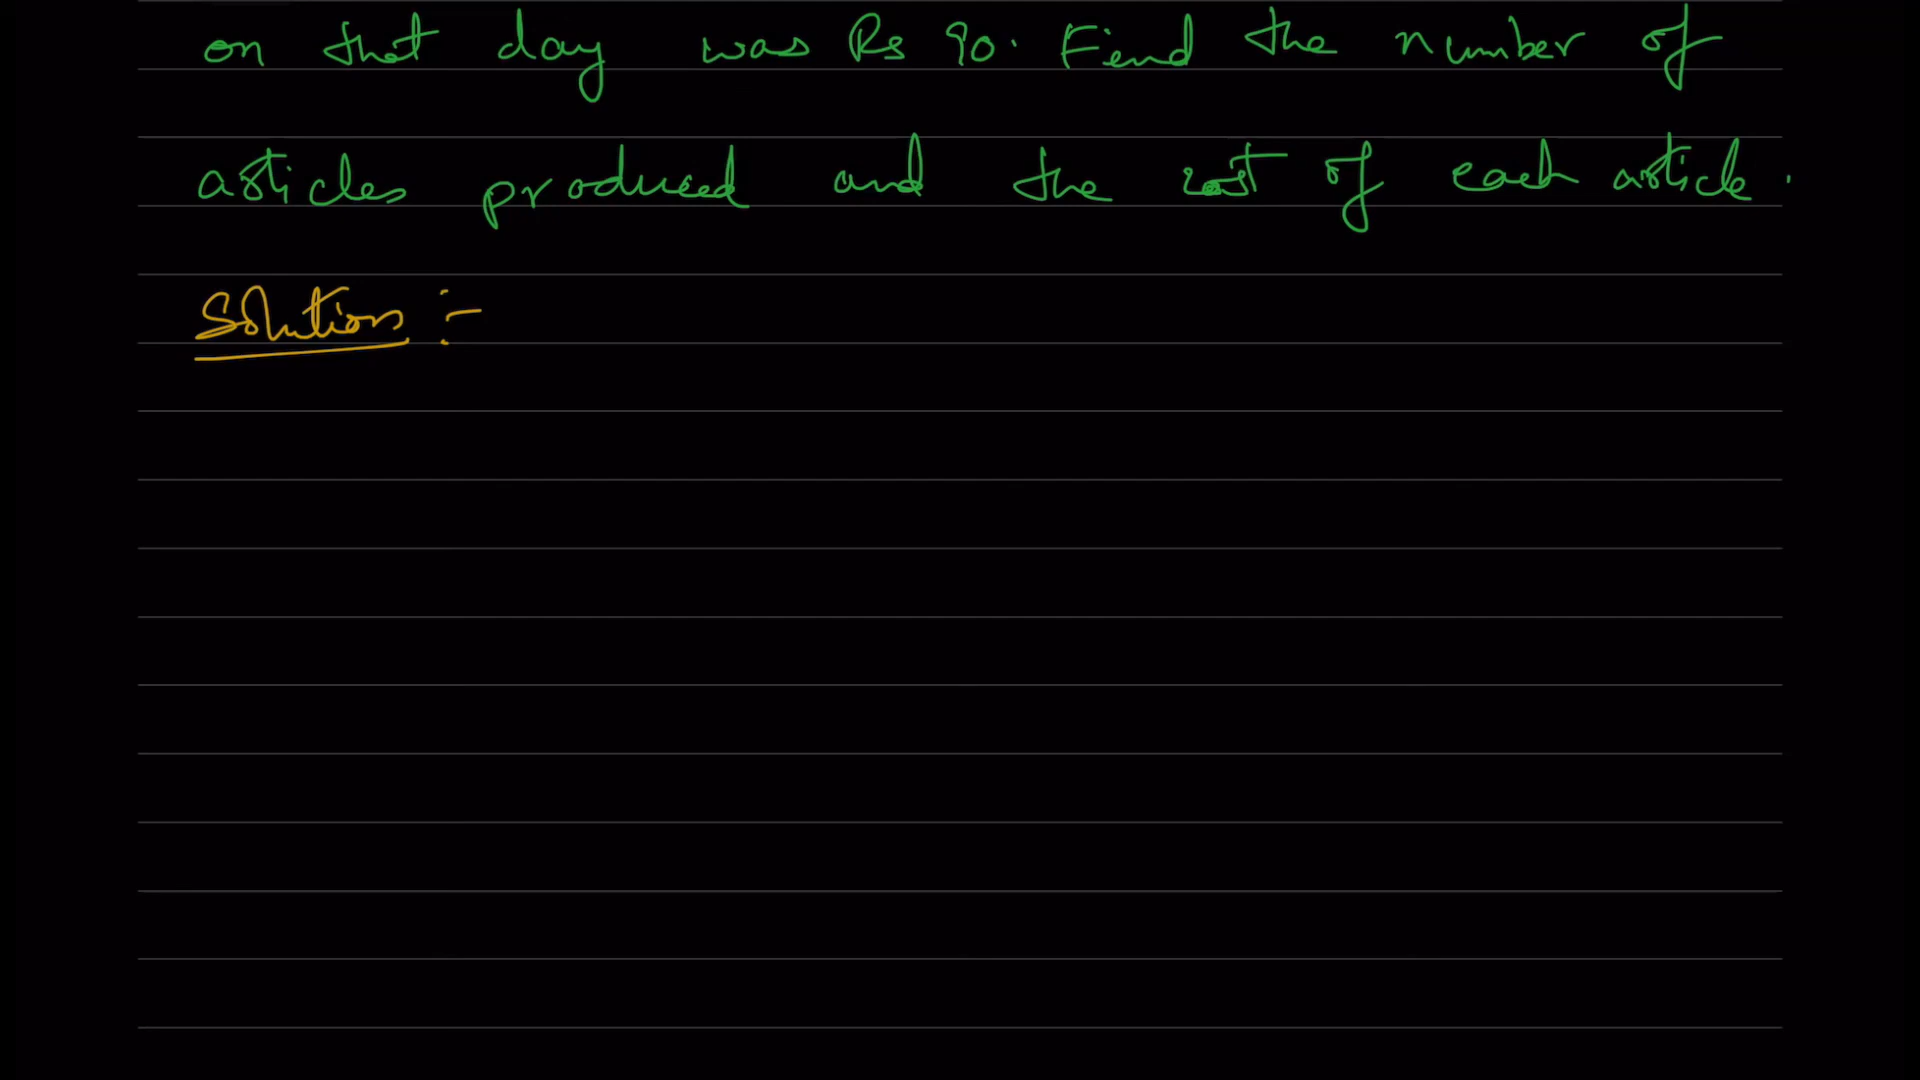 on that day was Rs 90. Find the number of
articles produced and the cost of each article.
Solution :-